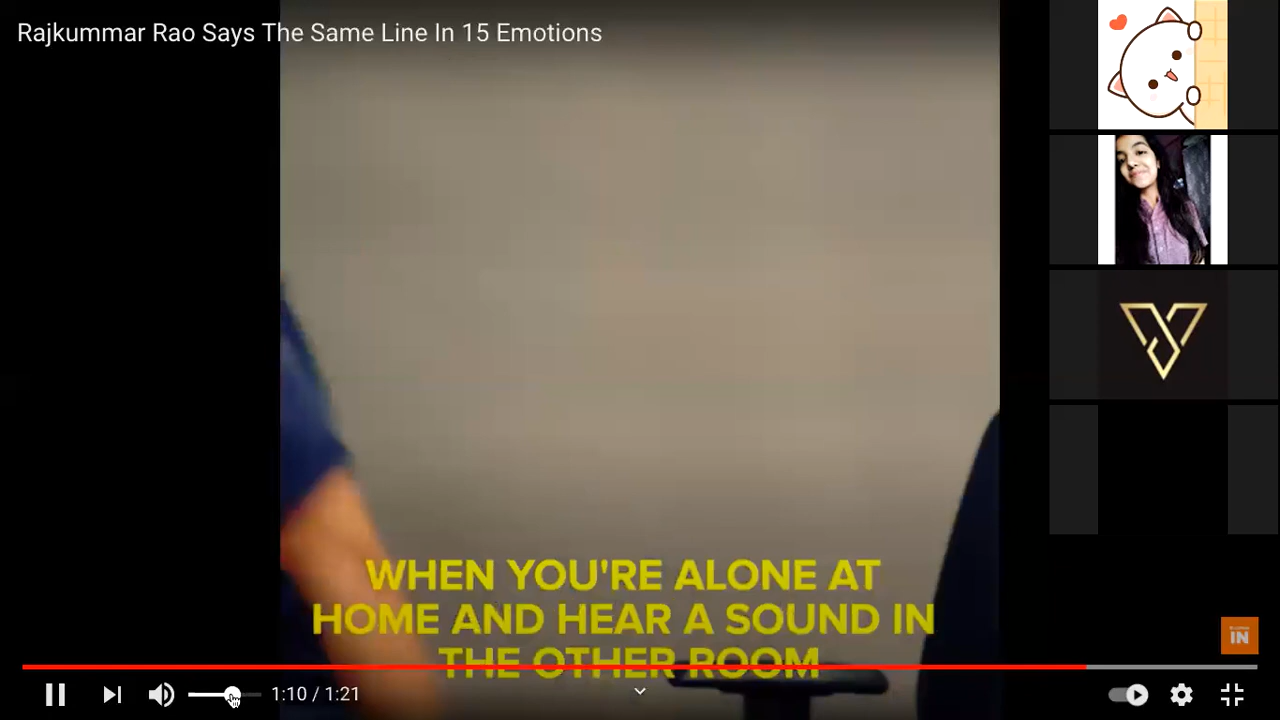 Rajkummar Rao Says The Same Line In 15 Emotions
WHEN YOU'RE ALONE AT
HOME AND HEAR A SOUND IN
THE OTHER ROOM
IN
1:10 / 1:21